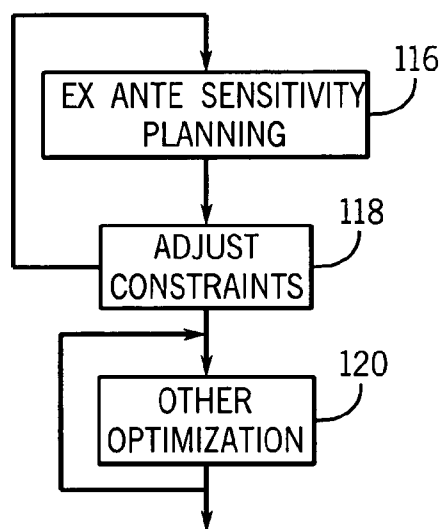 EX ANTE SENSITIVITY
PLANNING
116
ADJUST
CONSTRAINTS
118
OTHER
OPTIMIZATION
120